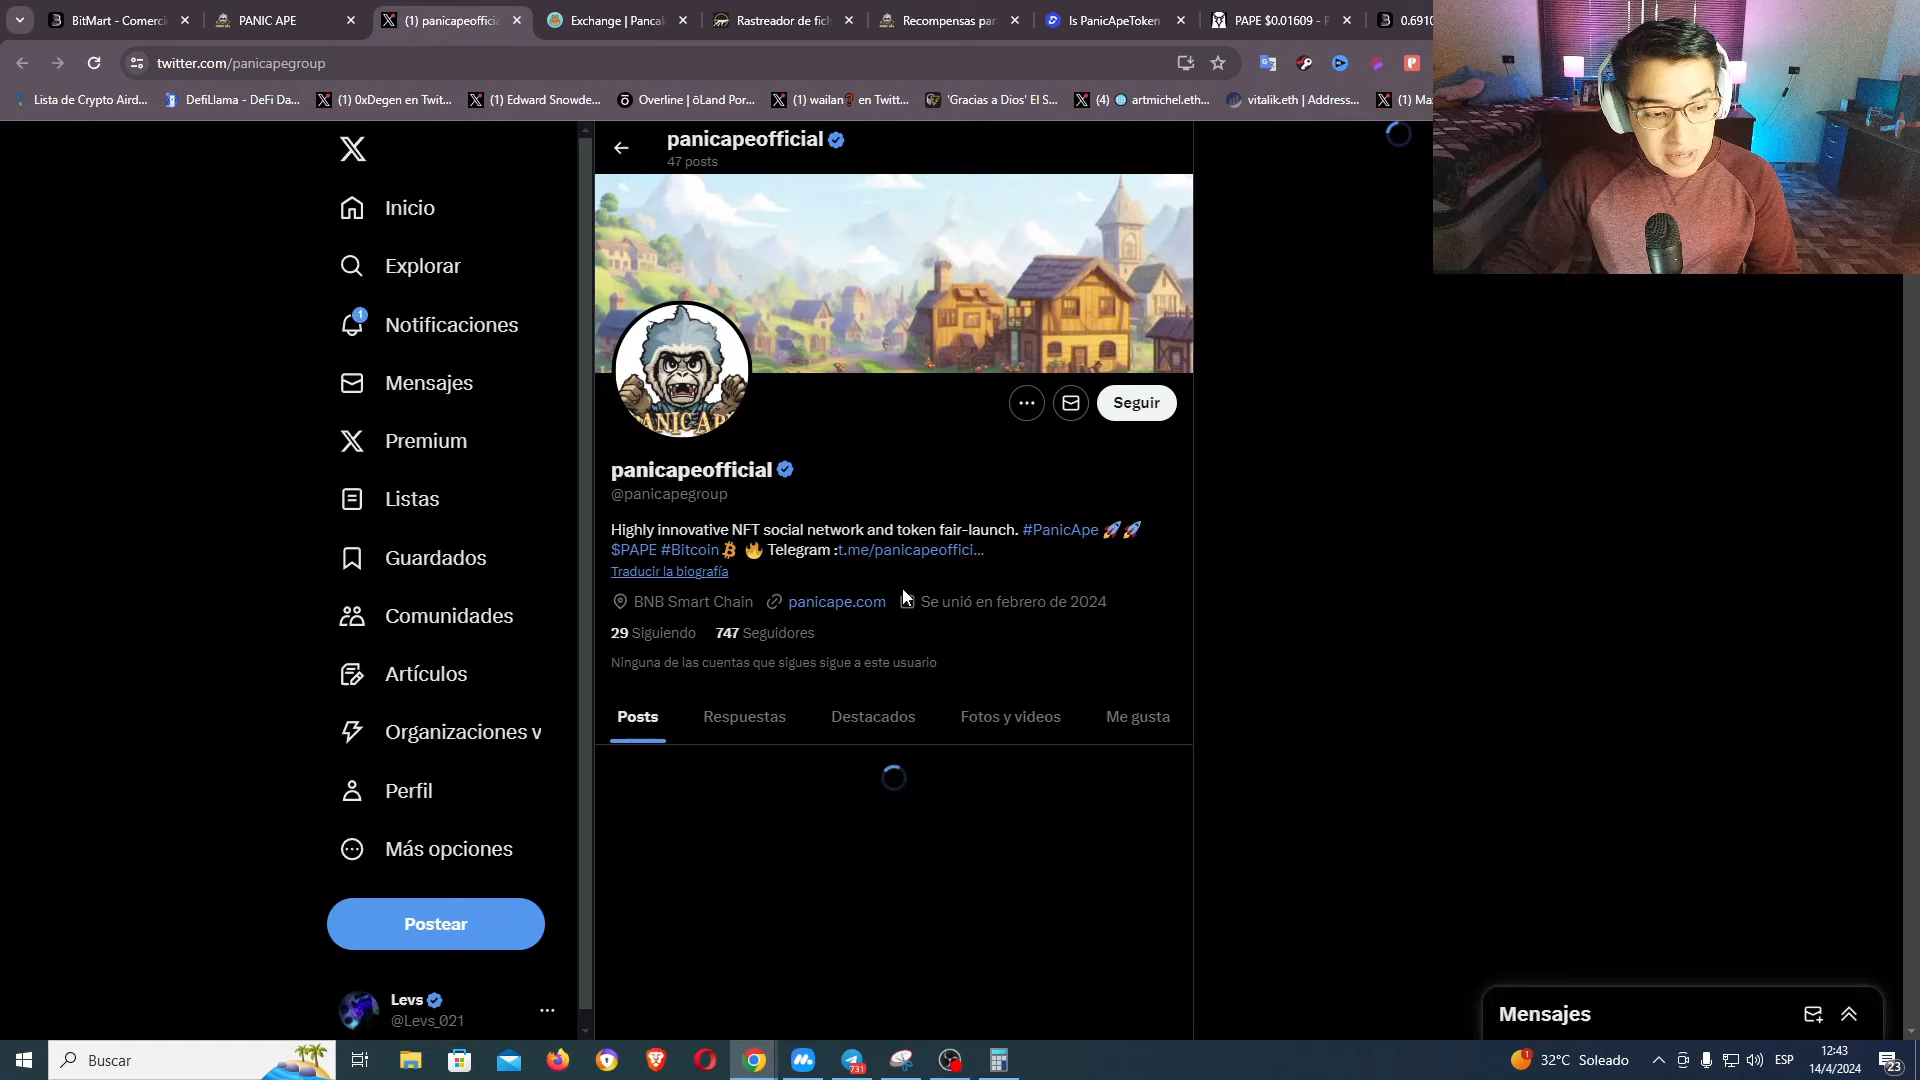 BitMart - Comerci
PANIC APE
(1) panicapeofficia
Exchange | Panca
Rastreador de fich
Recompensas par
Is PanicApeToken
PAPE $0.01609 - P
0.6910
twitter.com/panicapegroup
Lista de Crypto Aird...
DefiLlama - DeFi Da...
(1) 0xDegen en Twit...
(1) Edward Snowde...
Overline | ōLand Por...
(1) wailan❓ en Twitt...
'Gracias a Dios' El S...
(4) 🌐 artmichel.eth...
vitalik.eth | Address...
(1) Ma
panicapeofficial
47 posts
Inicio
Explorar
1
Notificaciones
Mensajes
Premium
Listas
Guardados
Comunidades
Artículos
Organizaciones v
Perfil
Más opciones
Postear
Levs
@Levs_021
PANIC APE
Seguir
panicapeofficial
@panicapegroup
Highly innovative NFT social network and token fair-launch. #PanicApe 🚀🚀
$PAPE #Bitcoin 🔥 Telegram :t.me/panicapeoffici...
Traducir la biografía
BNB Smart Chain panicape.com Se unió en febrero de 2024
29 Siguiendo 747 Seguidores
Ninguna de las cuentas que sigues sigue a este usuario
Posts Respuestas Destacados Fotos y videos Me gusta
Mensajes
Buscar
731
1
32°C Soleado
ESP
12:43
14/4/2024
23